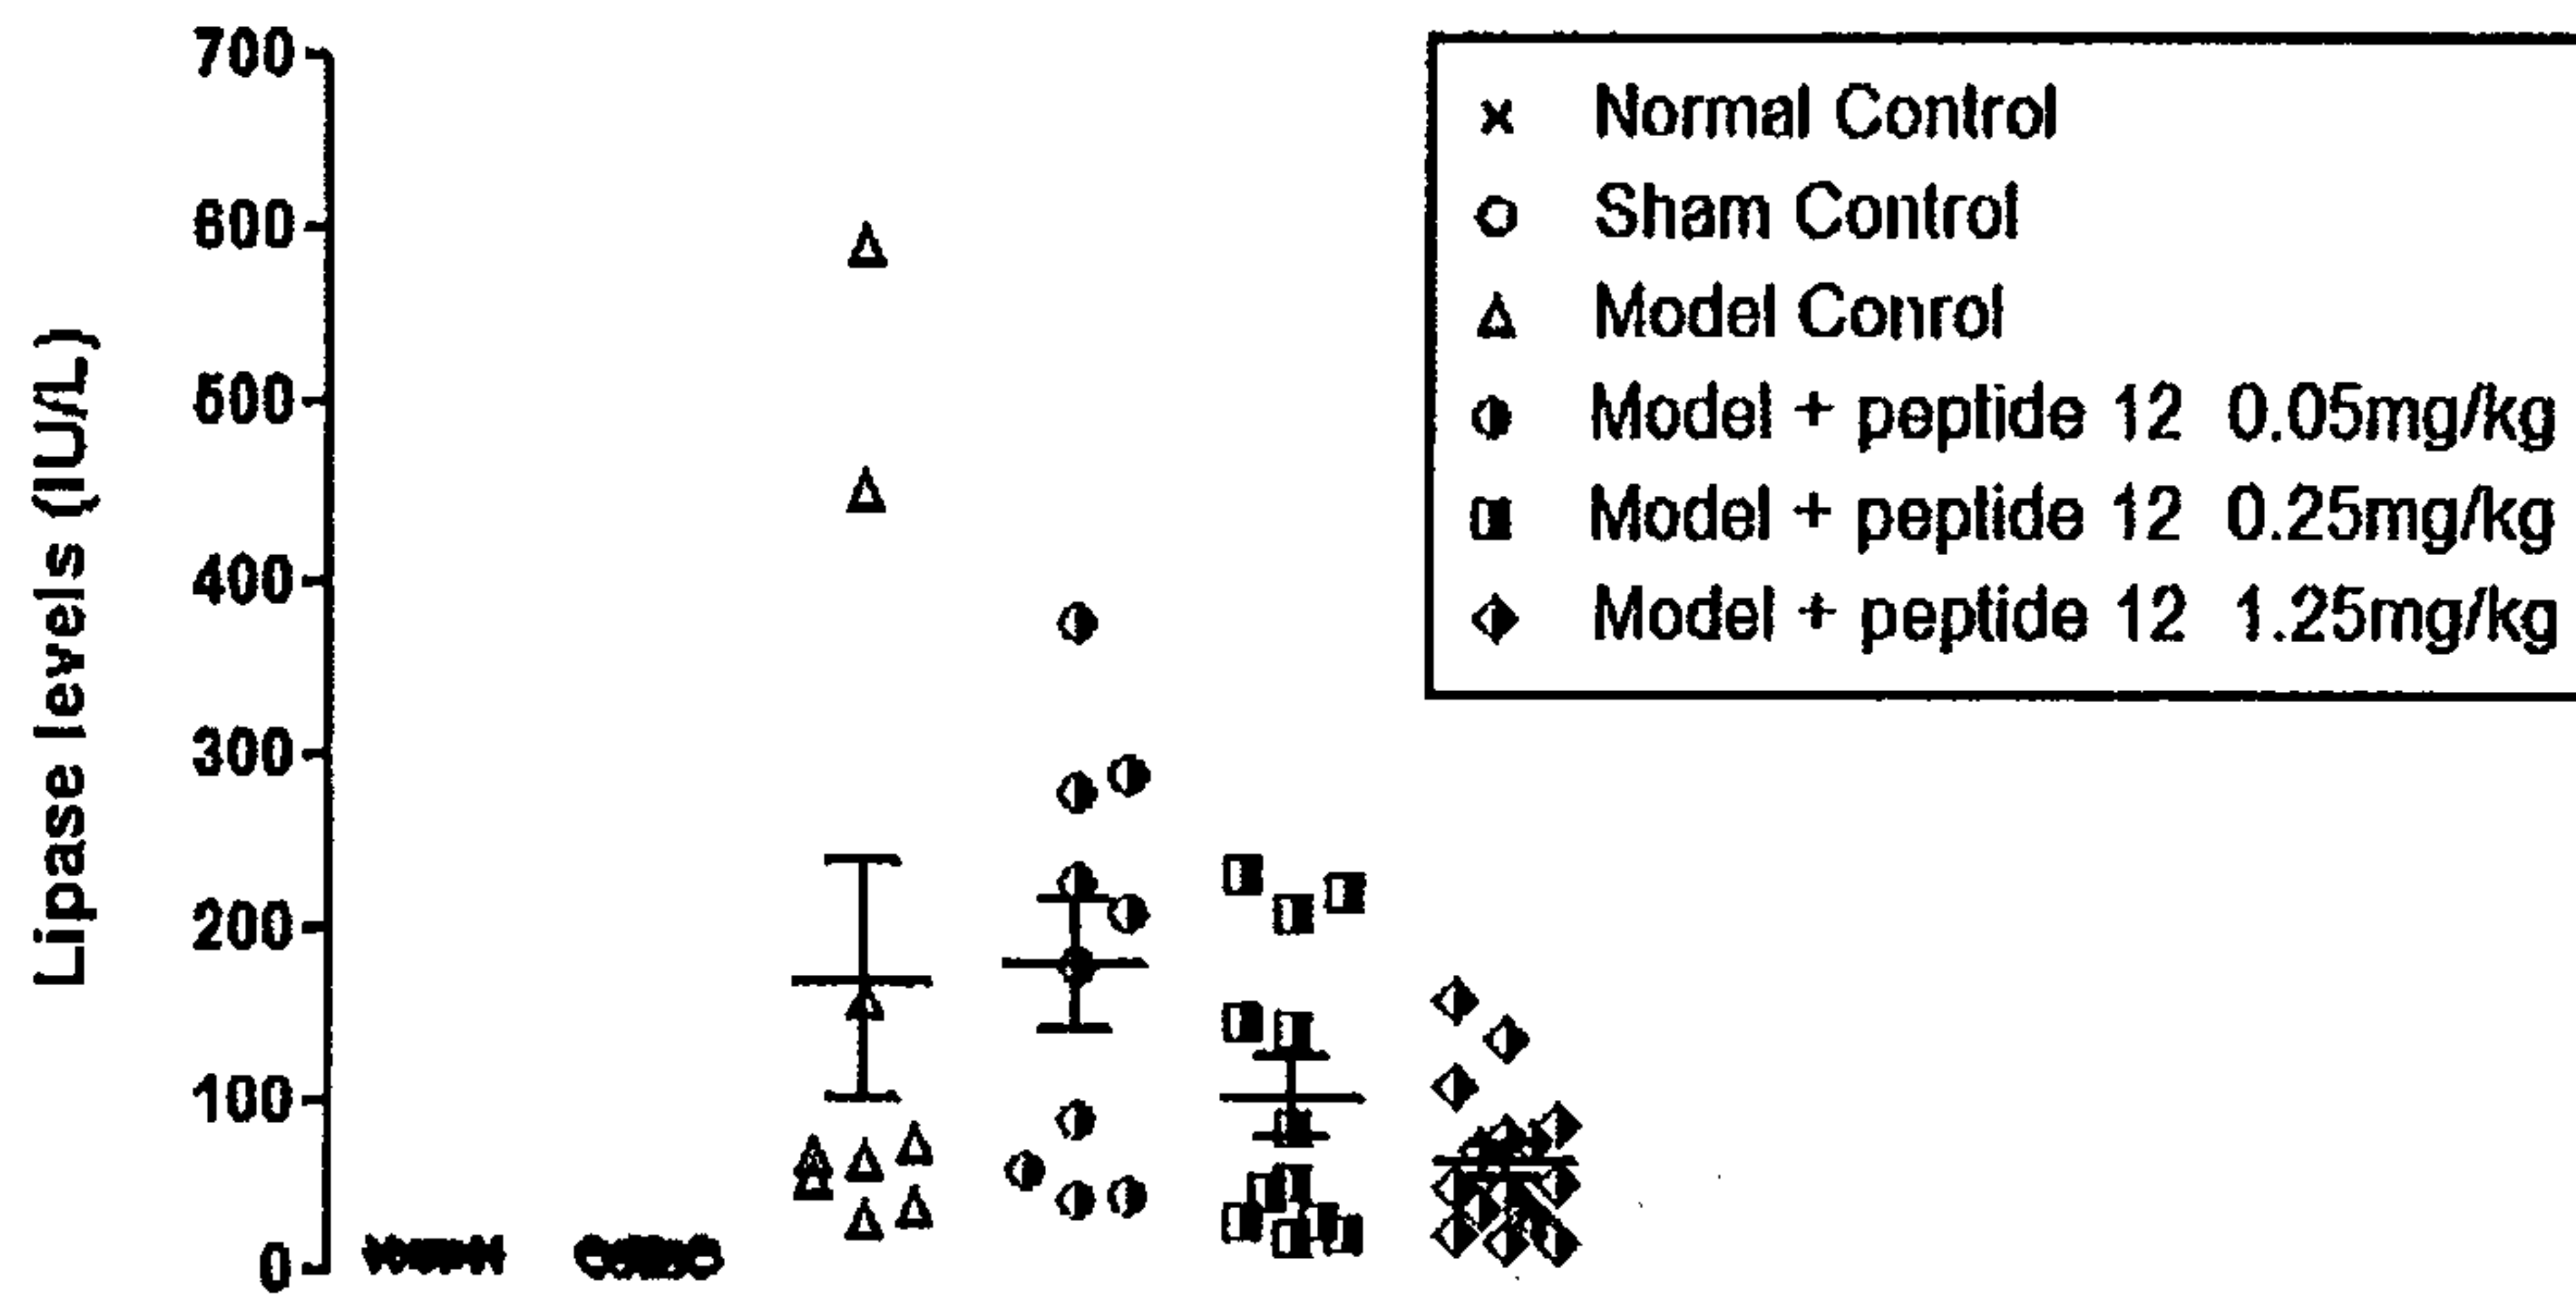 Lipase levels (IU/L)
700
600
500
400
300
200
100
0
Normal Control
Sham Control
Model Conrol
Model + peptide 12 0.05mg/kg
Model + peptide 12 0.25mg/kg
Model + peptide 12 1.25mg/kg